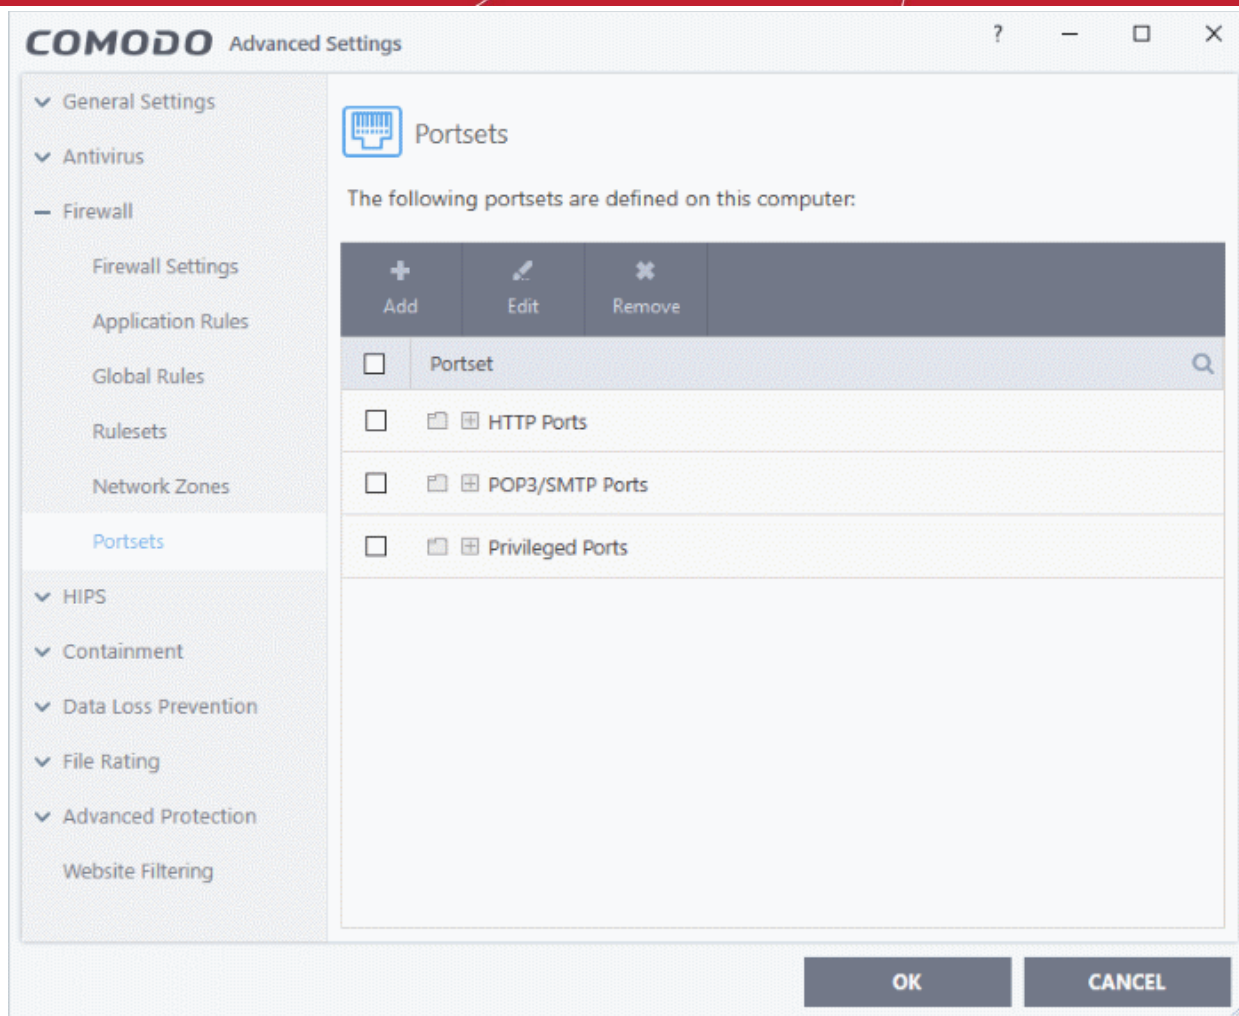 COMODO Advanced Settings ?
General Settings
Antivirus
Firewall
Firewall Settings
Application Rules
Global Rules
Rulesets
Network Zones
Portsets
HIPS
Containment
Data Loss Prevention
File Rating
Advanced Protection
Website Filtering
Portsets
The following portsets are defined on this computer:
Add Edit Remove
Portset
HTTP Ports
POP3/SMTP Ports
Privileged Ports
OK CANCEL